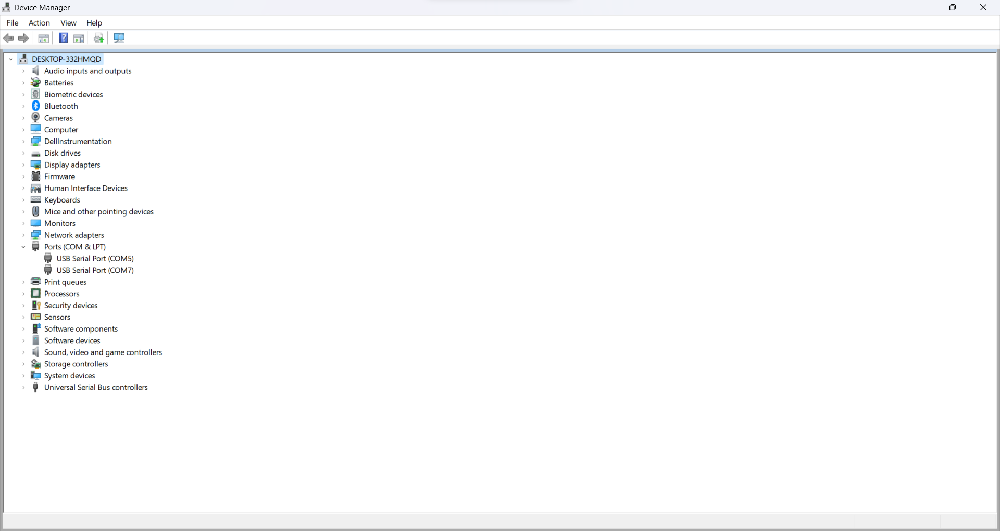 Device Manager
File Action View Help
DESKTOP-332HMQD
Audio inputs and outputs
Batteries
Biometric devices
Bluetooth
Cameras
Computer
DellInstrumentation
Disk drives
Display adapters
Firmware
Human Interface Devices
Keyboards
Mice and other pointing devices
Monitors
Network adapters
Ports (COM & LPT)
USB Serial Port (COM5)
USB Serial Port (COM7)
Print queues
Processors
Security devices
Sensors
Software components
Software devices
Sound, video and game controllers
Storage controllers
System devices
Universal Serial Bus controllers